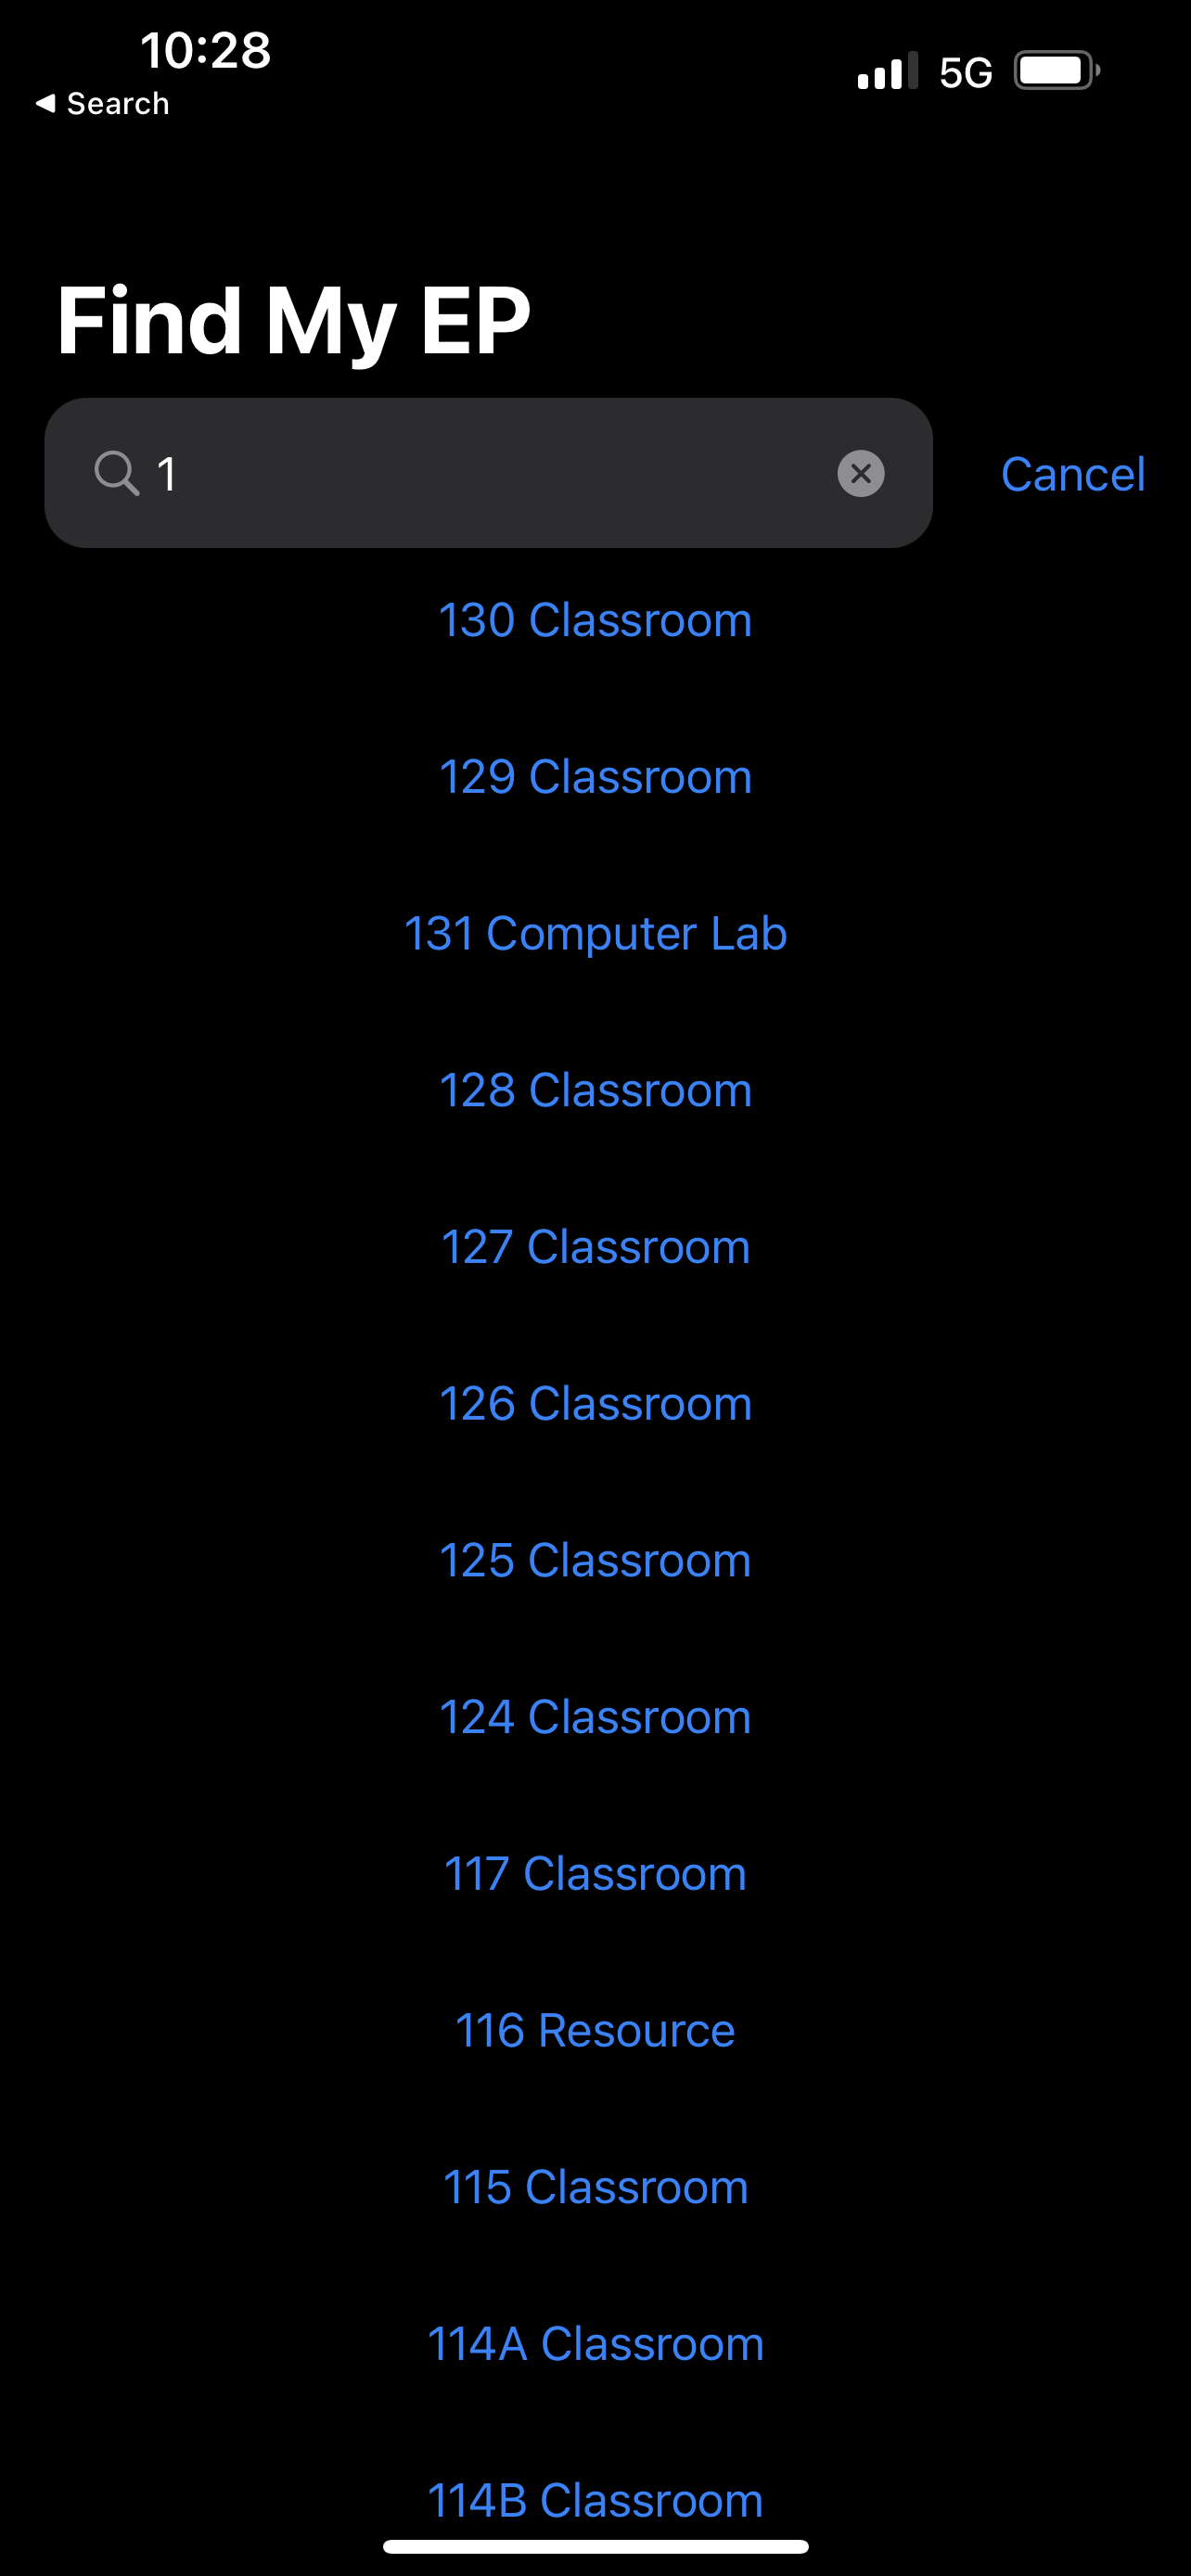 10:28
5G
Search
Find My EP
1
Cancel
130 Classroom
129 Classroom
131 Computer Lab
128 Classroom
127 Classroom
126 Classroom
125 Classroom
124 Classroom
117 Classroom
116 Resource
115 Classroom
114A Classroom
114B Classroom